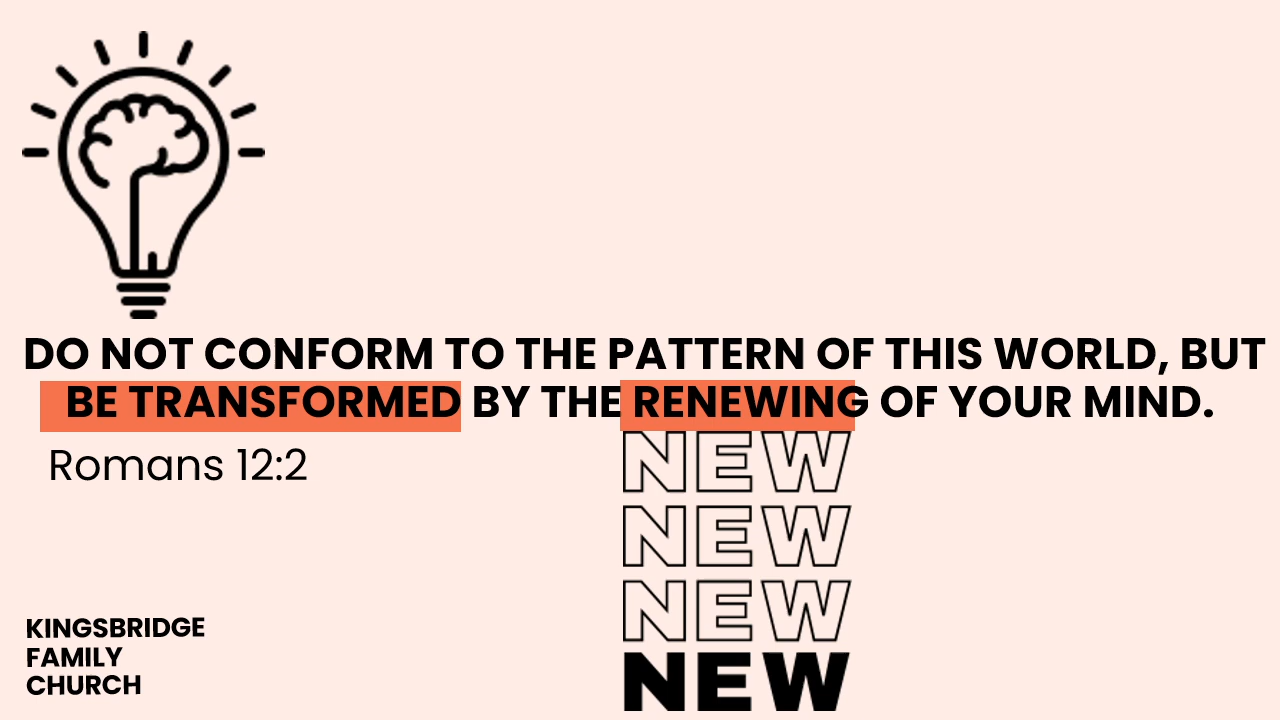 DO NOT CONFORM TO THE PATTERN OF THIS WORLD, BUT
BE TRANSFORMED BY THE RENEWING OF YOUR MIND.
Romans 12:2
NEW
NEW
NEW
NEW
KINGSBRIDGE
FAMILY
CHURCH